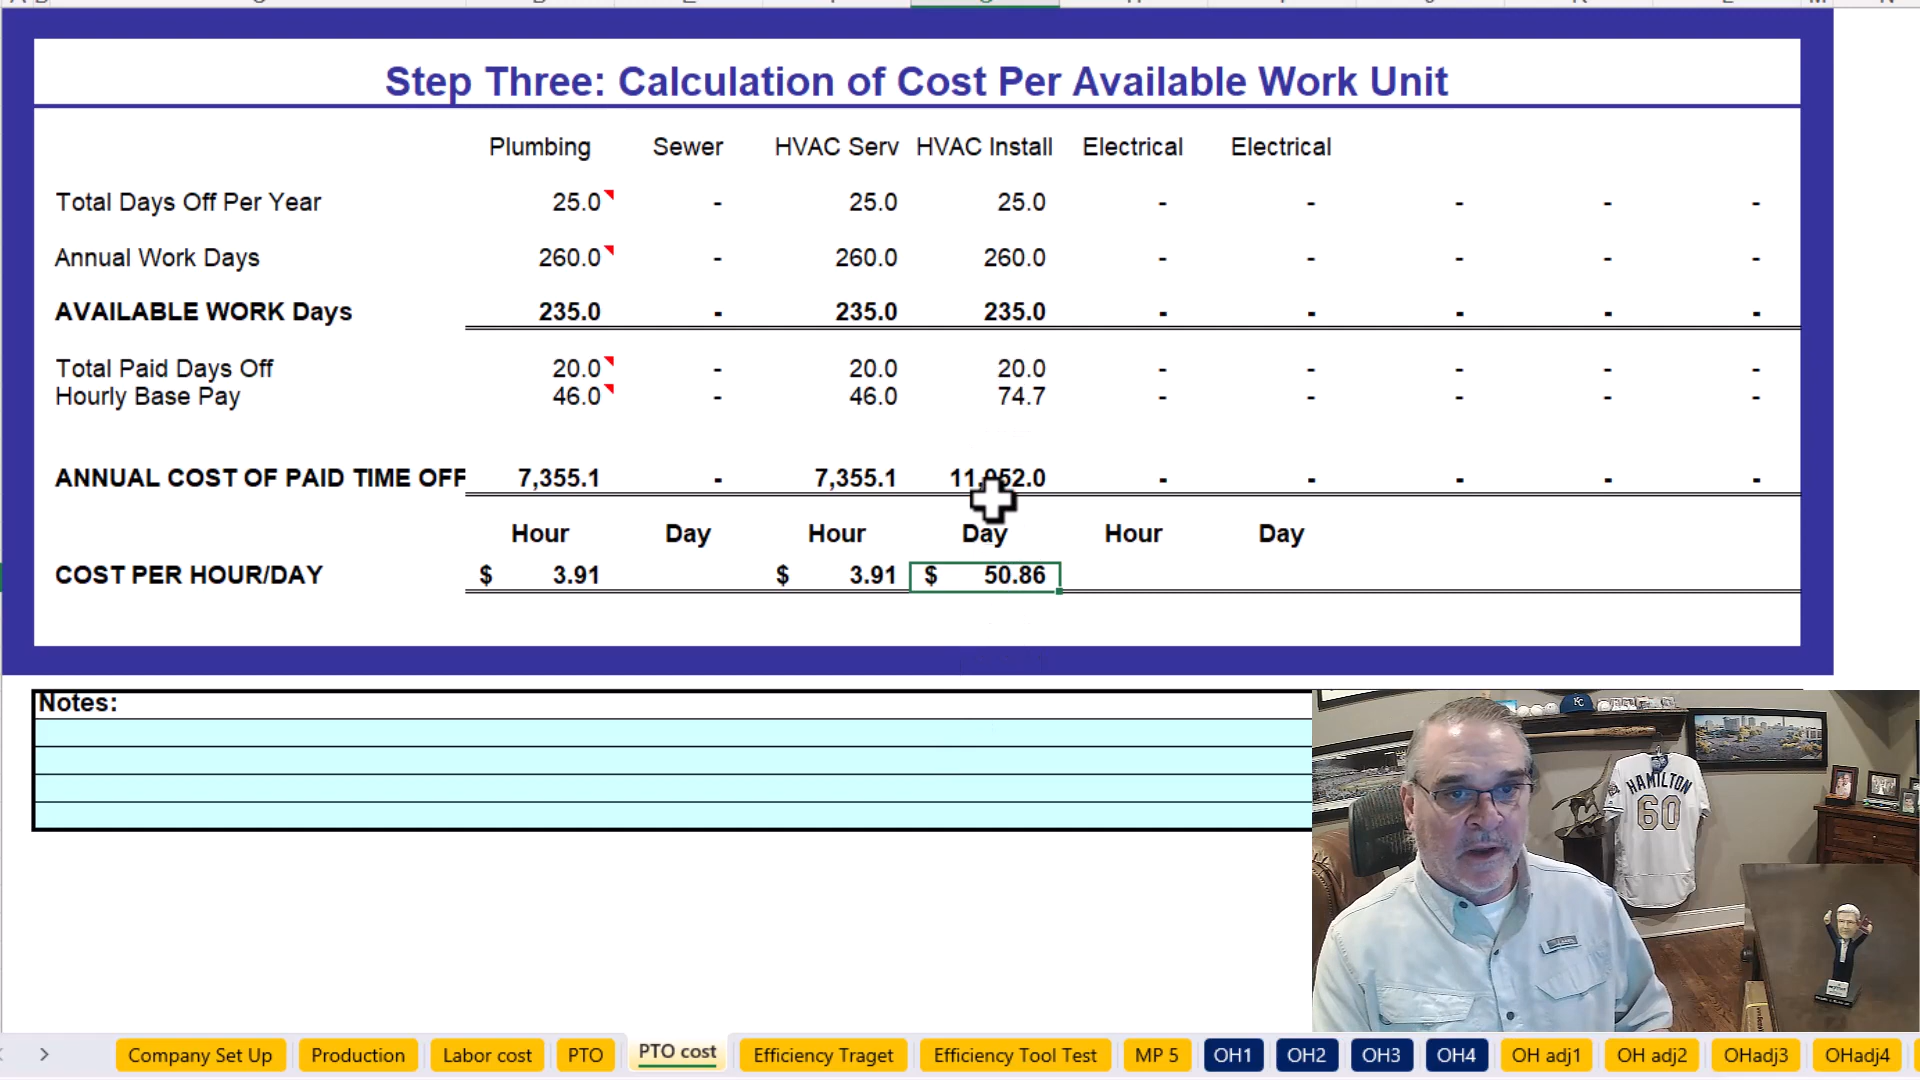 Step Three: Calculation of Cost Per Available Work Unit
Plumbing Sewer HVAC Serv HVAC Install Electrical Electrical
Total Days Off Per Year 25.0 - 25.0 25.0 - - - - -
Annual Work Days 260.0 - 260.0 260.0 - - - - -
AVAILABLE WORK Days 235.0 - 235.0 235.0 - - - - -
Total Paid Days Off 20.0 - 20.0 20.0 - - - - -
Hourly Base Pay 46.0 - 46.0 74.7 - - - - -
ANNUAL COST OF PAID TIME OFF 7,355.1 - 7,355.1 - - - - -
Hour Day Hour Day Hour Day
COST PER HOUR/DAY $ 3.91 $ 3.91 $ 50.86
Notes:
HAMILTON
60
KC
Company Set Up Production Labor cost PTO PTO cost Efficiency Traget Efficiency Tool Test MP 5 OH1 OH2 OH3 OH4 OH adj1 OH adj2 OHadj3 OHadj4